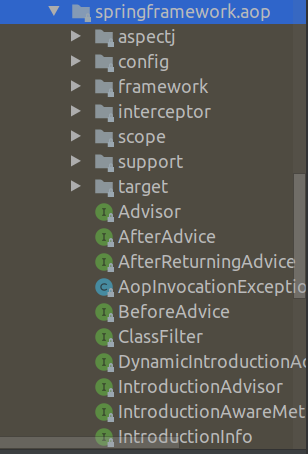 springframework.aop
aspectj
config
framework
interceptor
scope
support
target
I Advisor
I AfterAdvice
I AfterReturningAdvice
C AopInvocationExceptio
I BeforeAdvice
I ClassFilter
I DynamicIntroductionAd
I IntroductionAdvisor
I IntroductionAwareMet
I IntroductionInfo